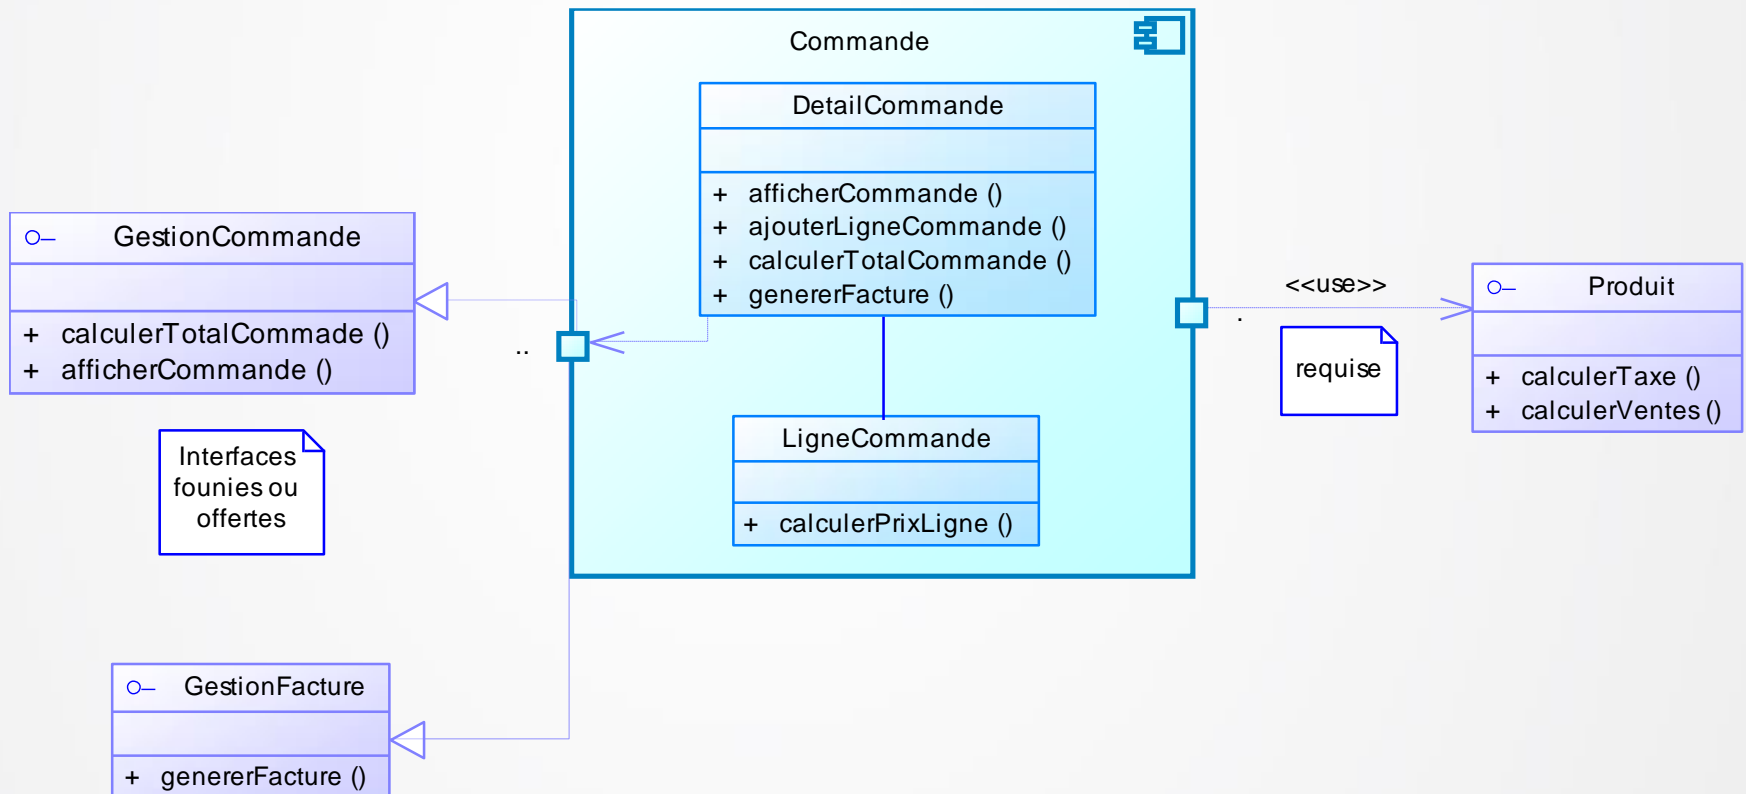 Commande
DetailCommande
+ afficherCommande ()
+ ajouterLigneCommande ()
+ calculerTotalCommande ()
+ genererFacture ()
GestionCommande
+ calculerTotalCommade ()
+ afficherCommande ()
..
<<use>>
.
requise
Produit
+ calculerTaxe ()
+ calculerVentes ()
Interfaces
founies ou
offertes
LigneCommande
+ calculerPrixLigne ()
GestionFacture
+ genererFacture ()